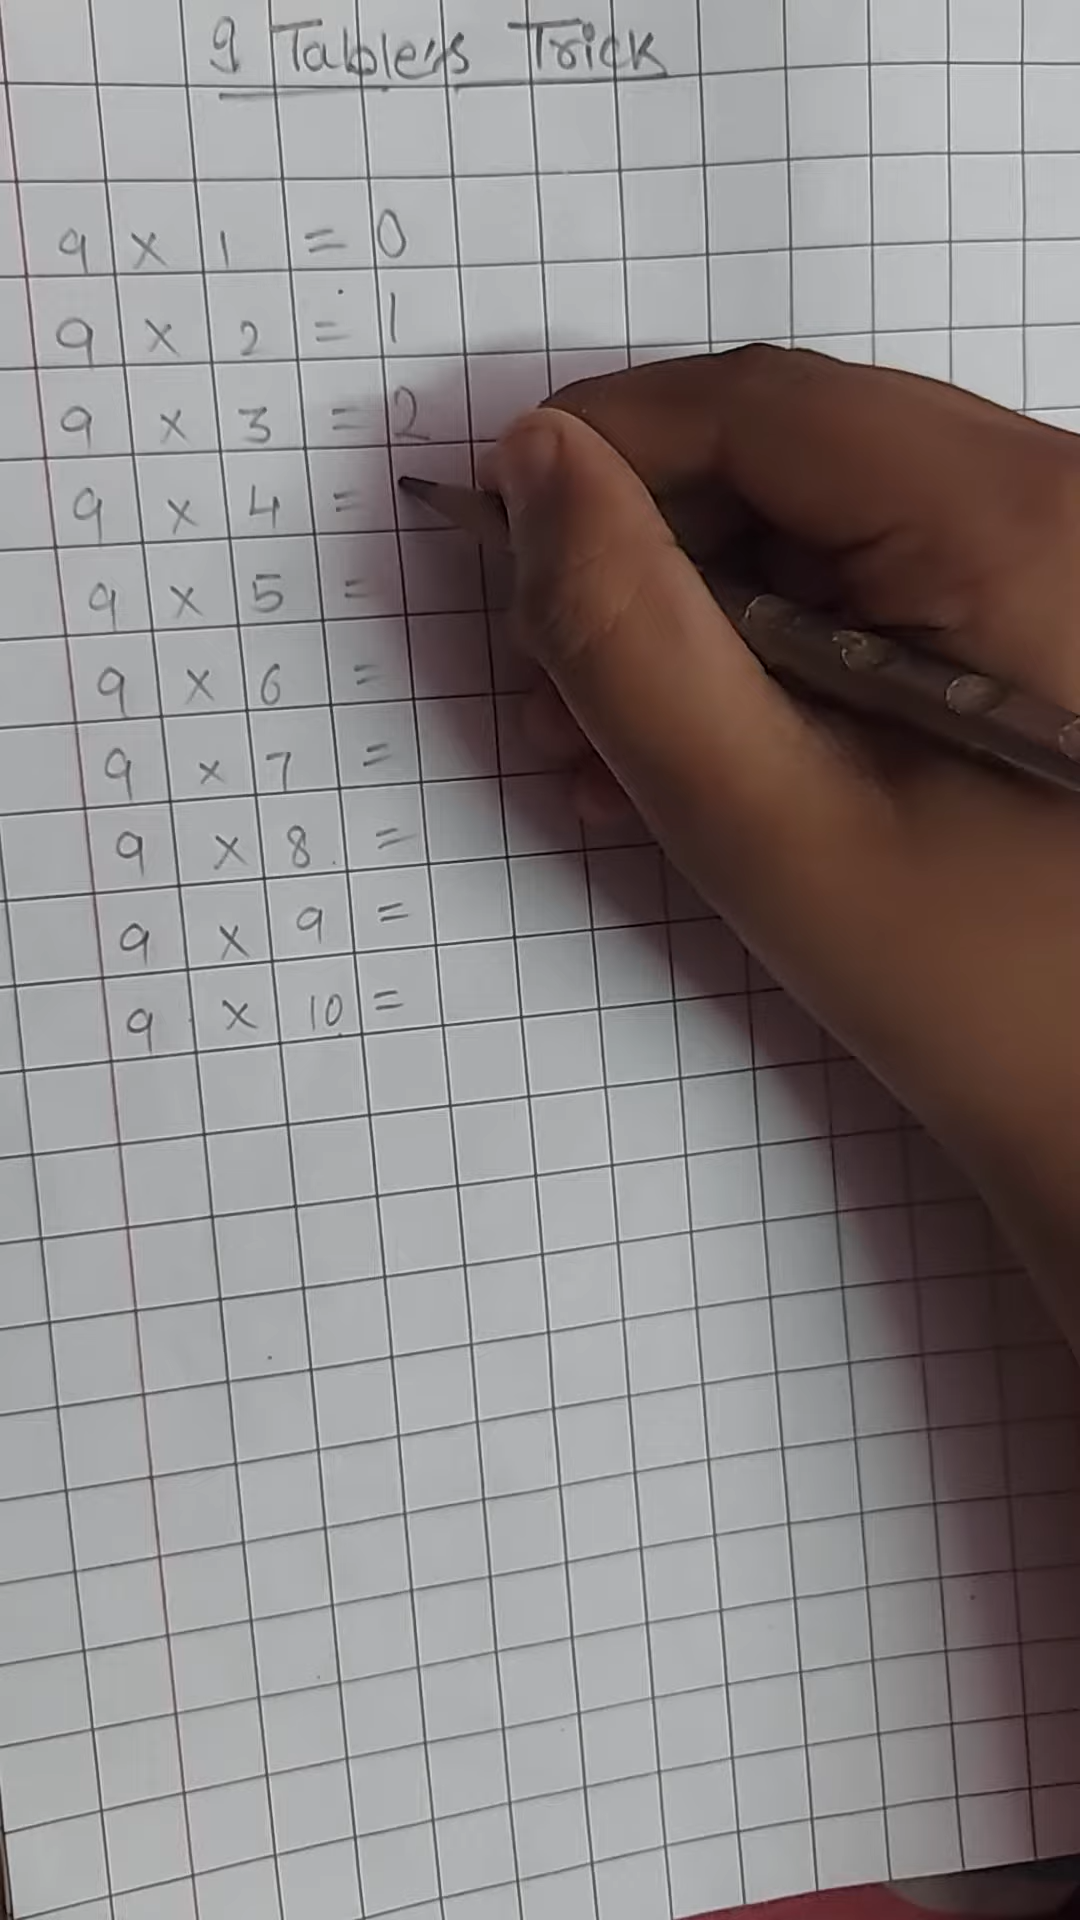 9 Tables Trick
9 x 1 = 0
9 x 2 = 1
9 x 3 = 2
9 x 4 =
9 x 5 =
9 x 6 =
9 x 7 =
9 x 8 =
9 x 9 =
9 x 10 =